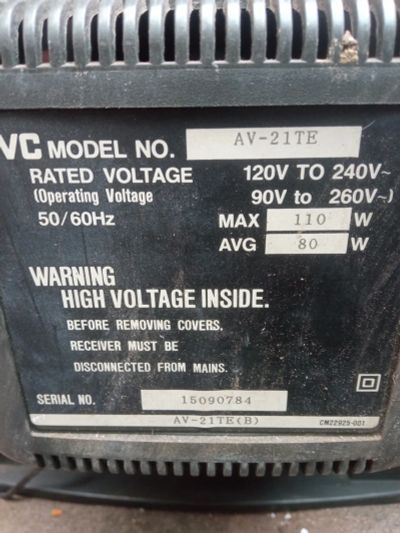 VC MODEL NO. AV-21TE
RATED VOLTAGE 120V TO 240V~
(Operating Voltage 90V to 260V~)
50/60Hz MAX 110 W
AVG 80 W
WARNING
HIGH VOLTAGE INSIDE.
BEFORE REMOVING COVERS.
RECEIVER MUST BE
DISCONNECTED FROM MAINS.
SERIAL NO. 15090784
AV-21TE(B) CM22925-001